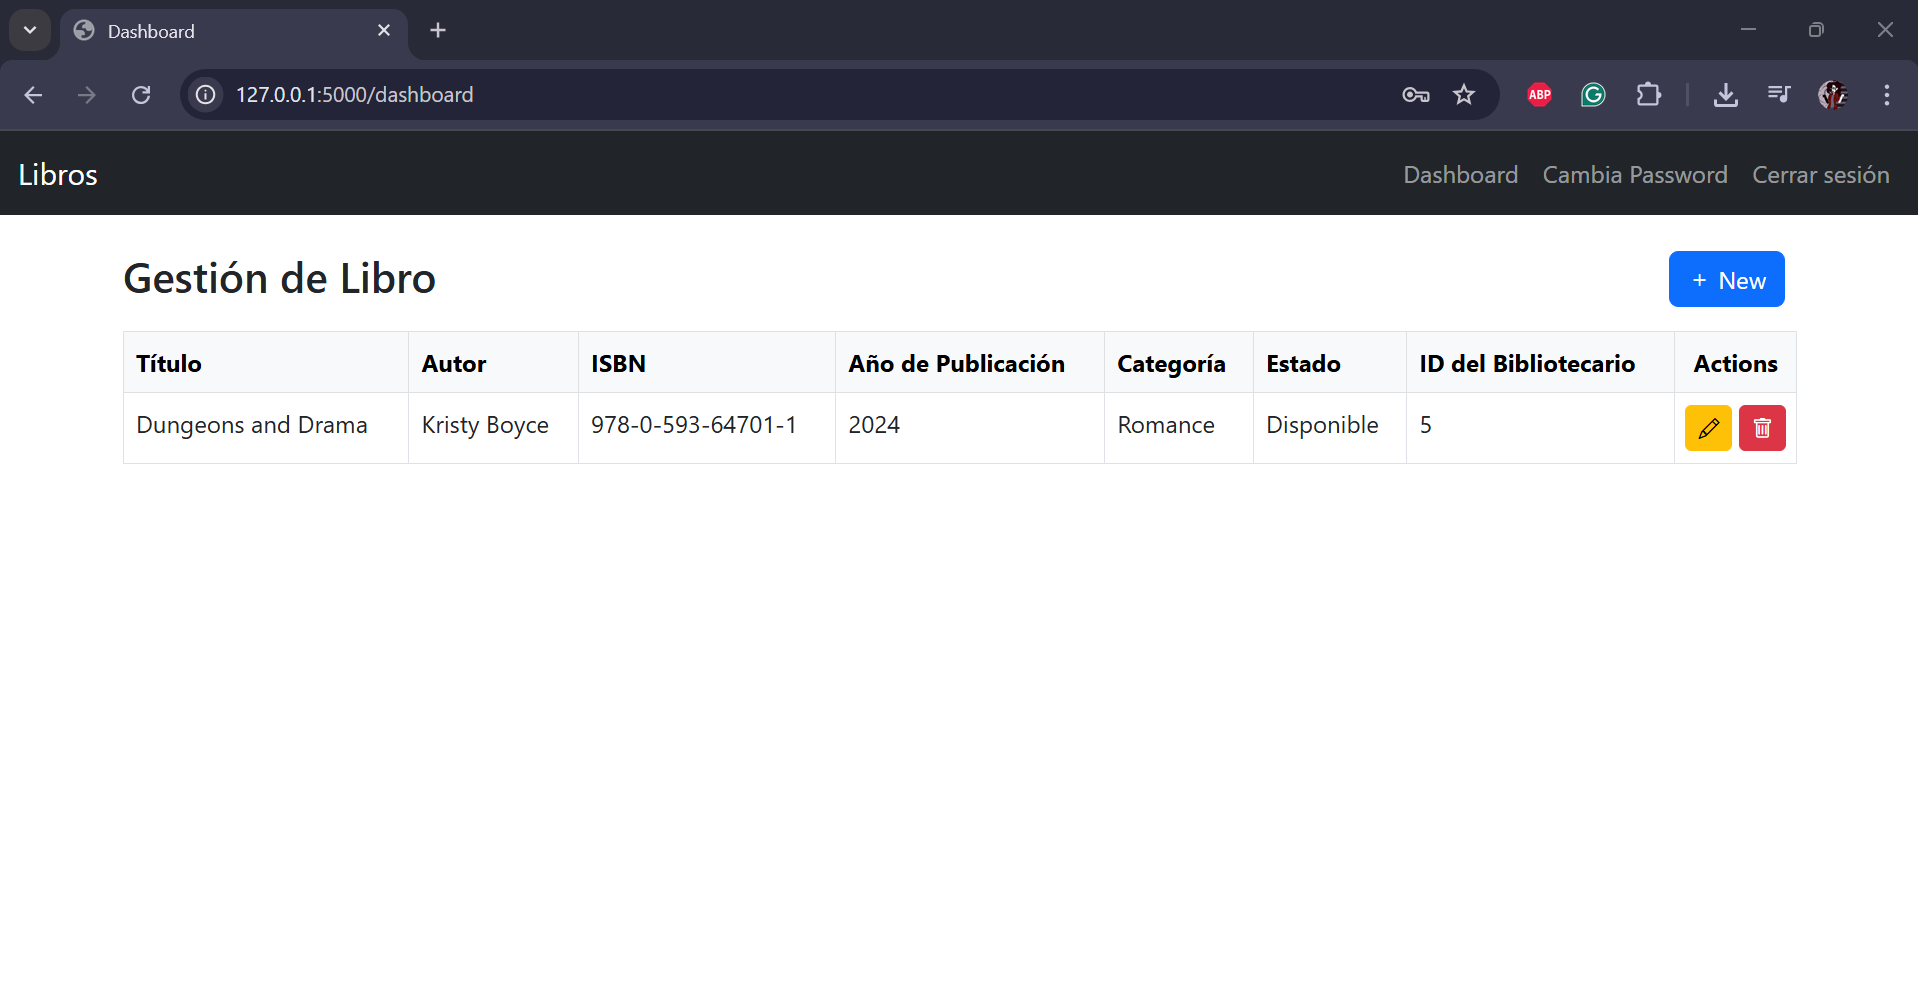 Dashboard
127.0.0.1:5000/dashboard
ABP
G
Libros Dashboard Cambia Password Cerrar sesión
Gestión de Libro
+ New
Título Autor ISBN Año de Publicación Categoría Estado ID del Bibliotecario Actions
Dungeons and Drama Kristy Boyce 978-0-593-64701-1 2024 Romance Disponible 5